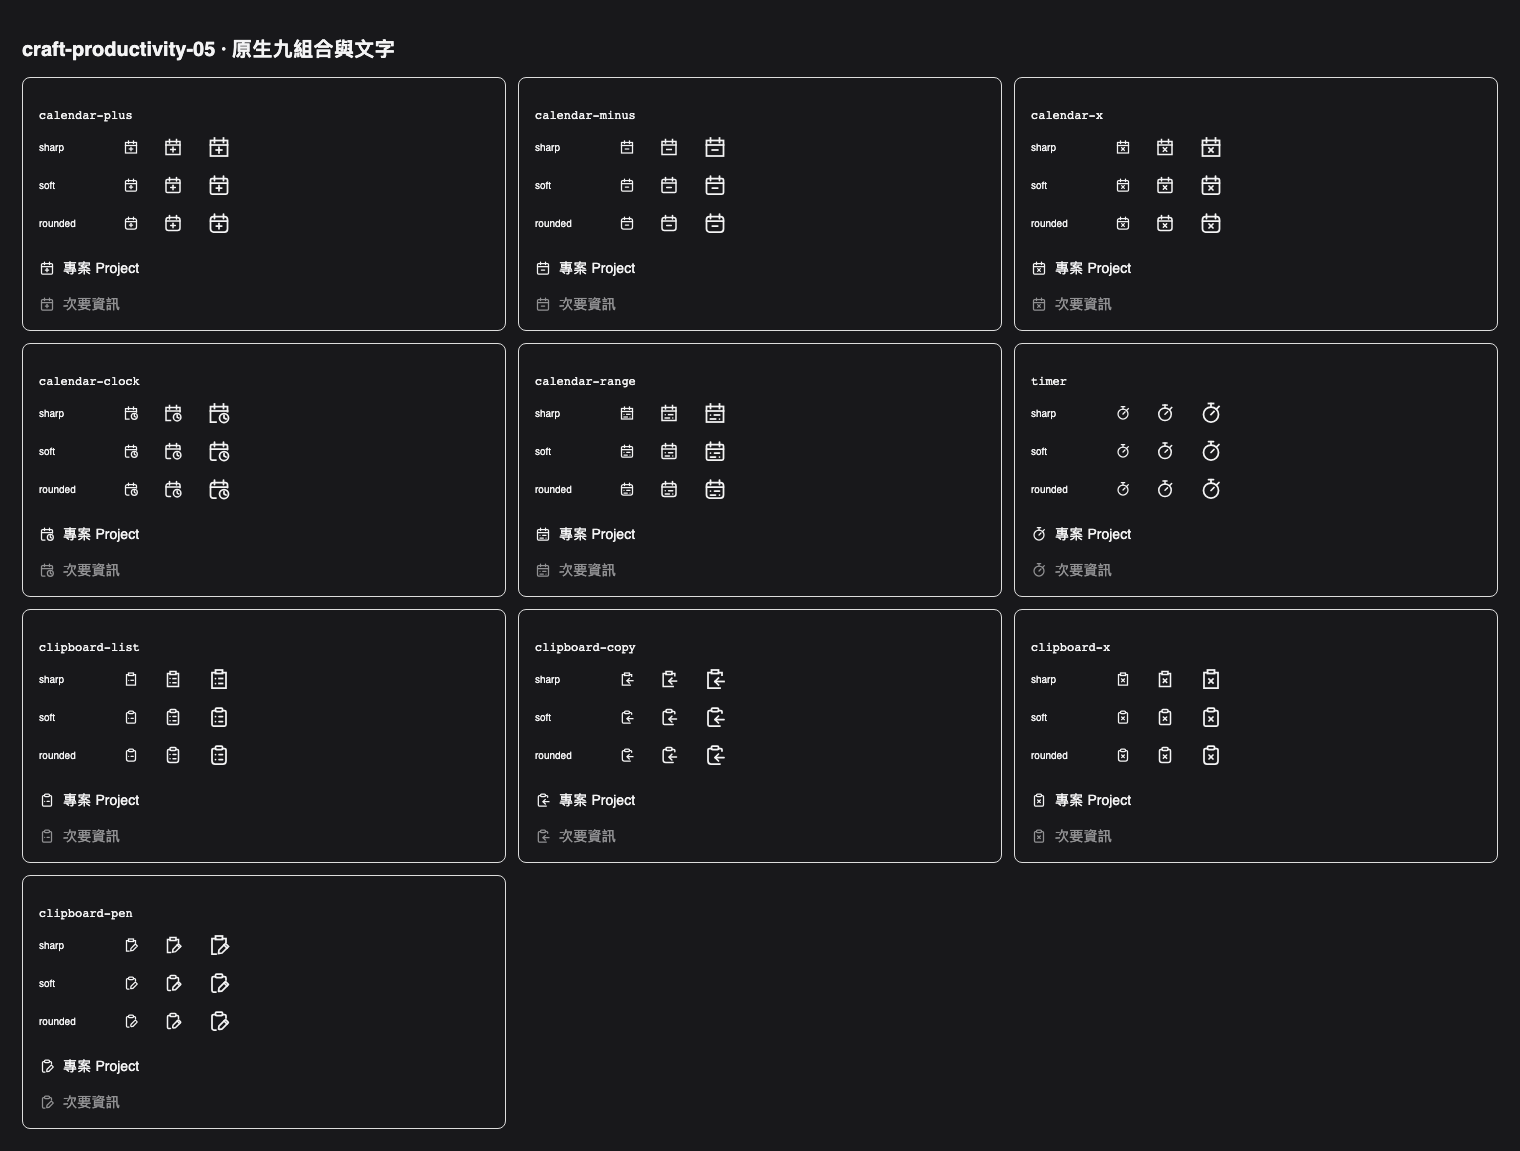 craft-productivity-05 · 原生九組合與文字
calendar-plus
sharp
soft
rounded
專案 Project
次要資訊
calendar-minus
sharp
soft
rounded
專案 Project
次要資訊
calendar-x
sharp
soft
rounded
專案 Project
次要資訊
calendar-clock
sharp
soft
rounded
專案 Project
次要資訊
calendar-range
sharp
soft
rounded
專案 Project
次要資訊
timer
sharp
soft
rounded
專案 Project
次要資訊
clipboard-list
sharp
soft
rounded
專案 Project
次要資訊
clipboard-copy
sharp
soft
rounded
專案 Project
次要資訊
clipboard-x
sharp
soft
rounded
專案 Project
次要資訊
clipboard-pen
sharp
soft
rounded
專案 Project
次要資訊